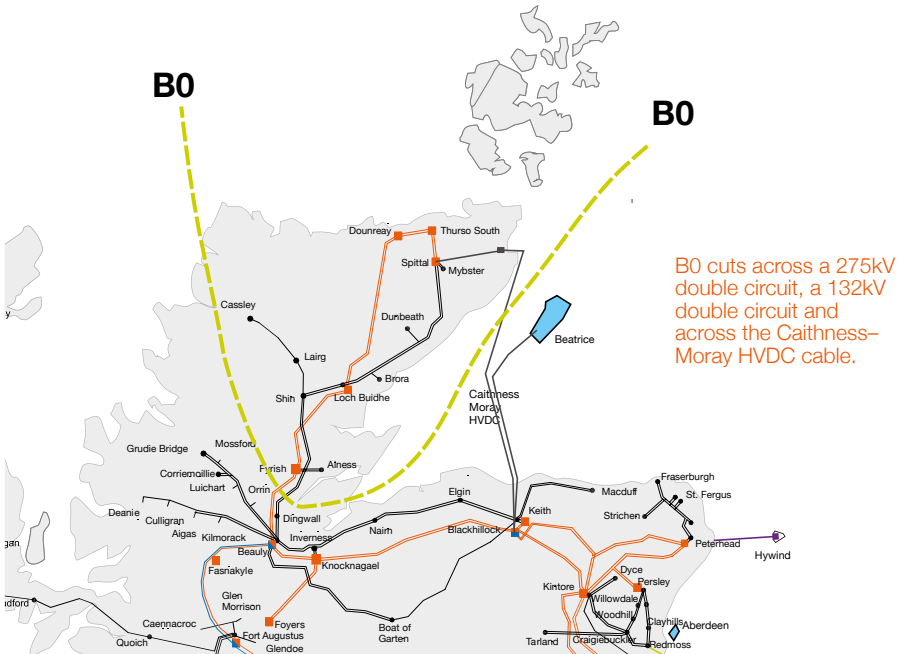 B0
B0
Dounreay
Thurso South
Spittal
Mybster
B0 cuts across a 275kV
double circuit, a 132kV
double circuit and
across the Caithness–
Moray HVDC cable.
Cassley
Dunbeath
Beatrice
Lairg
Brora
Shin
Loch Buidhe
Caithness
Moray
HVDC
Mossford
Grudie Bridge
Fyrish
Alness
Corriemoillie
Luichart
Orrin
Elgin
Macduff
Fraserburgh
St. Fergus
Deanie
Culligran
Dingwall
Keith
Strichen
Aigas
Kilmorack
Inverness
Nairn
Blackhillock
Beauly
Peterhead
Hywind
Fasnakyle
Knocknagael
Dyce
Persley
Kintore
Glen
Morrison
Willowdale
Woodhill
Caennacroc
Foyers
Boat of
Garten
Clayhills
Aberdeen
Quoich
Fort Augustus
Glendoe
Tarland
Craigiebuckler
Redmoss
y
gan
udford